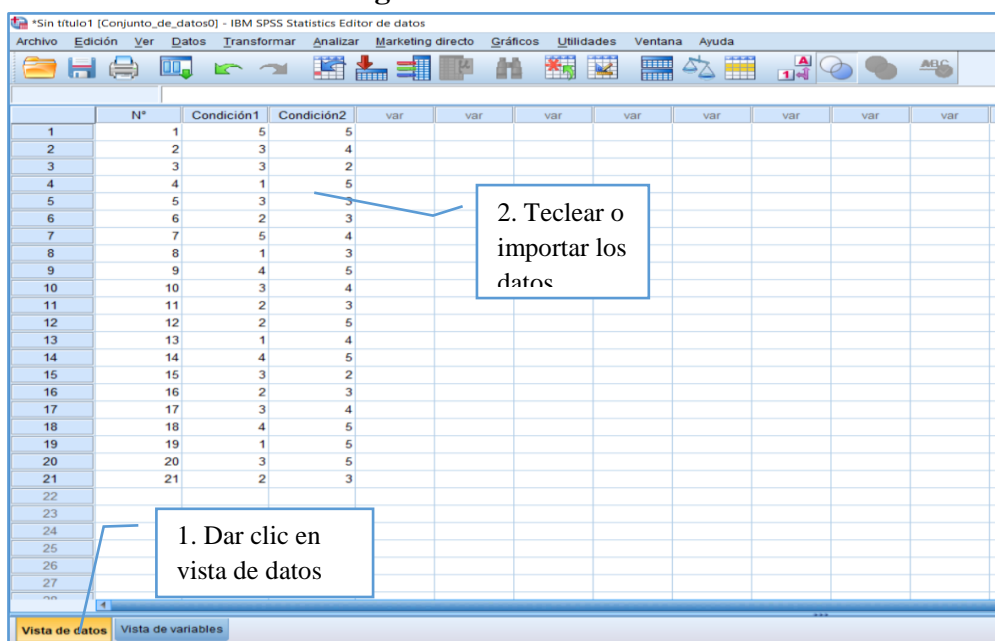 *Sin título1 [Conjunto_de_datos0] - IBM SPSS Statistics Editor de datos
Archivo Edición Ver Datos Transformar Analizar Marketing directo Gráficos Utilidades Ventana Ayuda
N° Condición1 Condición2 var var var var var var var var
1 1 5 5
2 2 3 4
3 3 3 2
4 4 1 5
5 5 3 3
6 6 2 3
7 7 5 4
8 8 1 3
9 9 4 5
10 10 3 4
11 11 2 3
12 12 2 5
13 13 1 4
14 14 4 5
15 15 3 2
16 16 2 3
17 17 3 4
18 18 4 5
19 19 1 5
20 20 3 5
21 21 2 3
22
23
24
25
26
27
2. Teclear o
importar los
datos
1. Dar clic en
vista de datos
Vista de datos Vista de variables